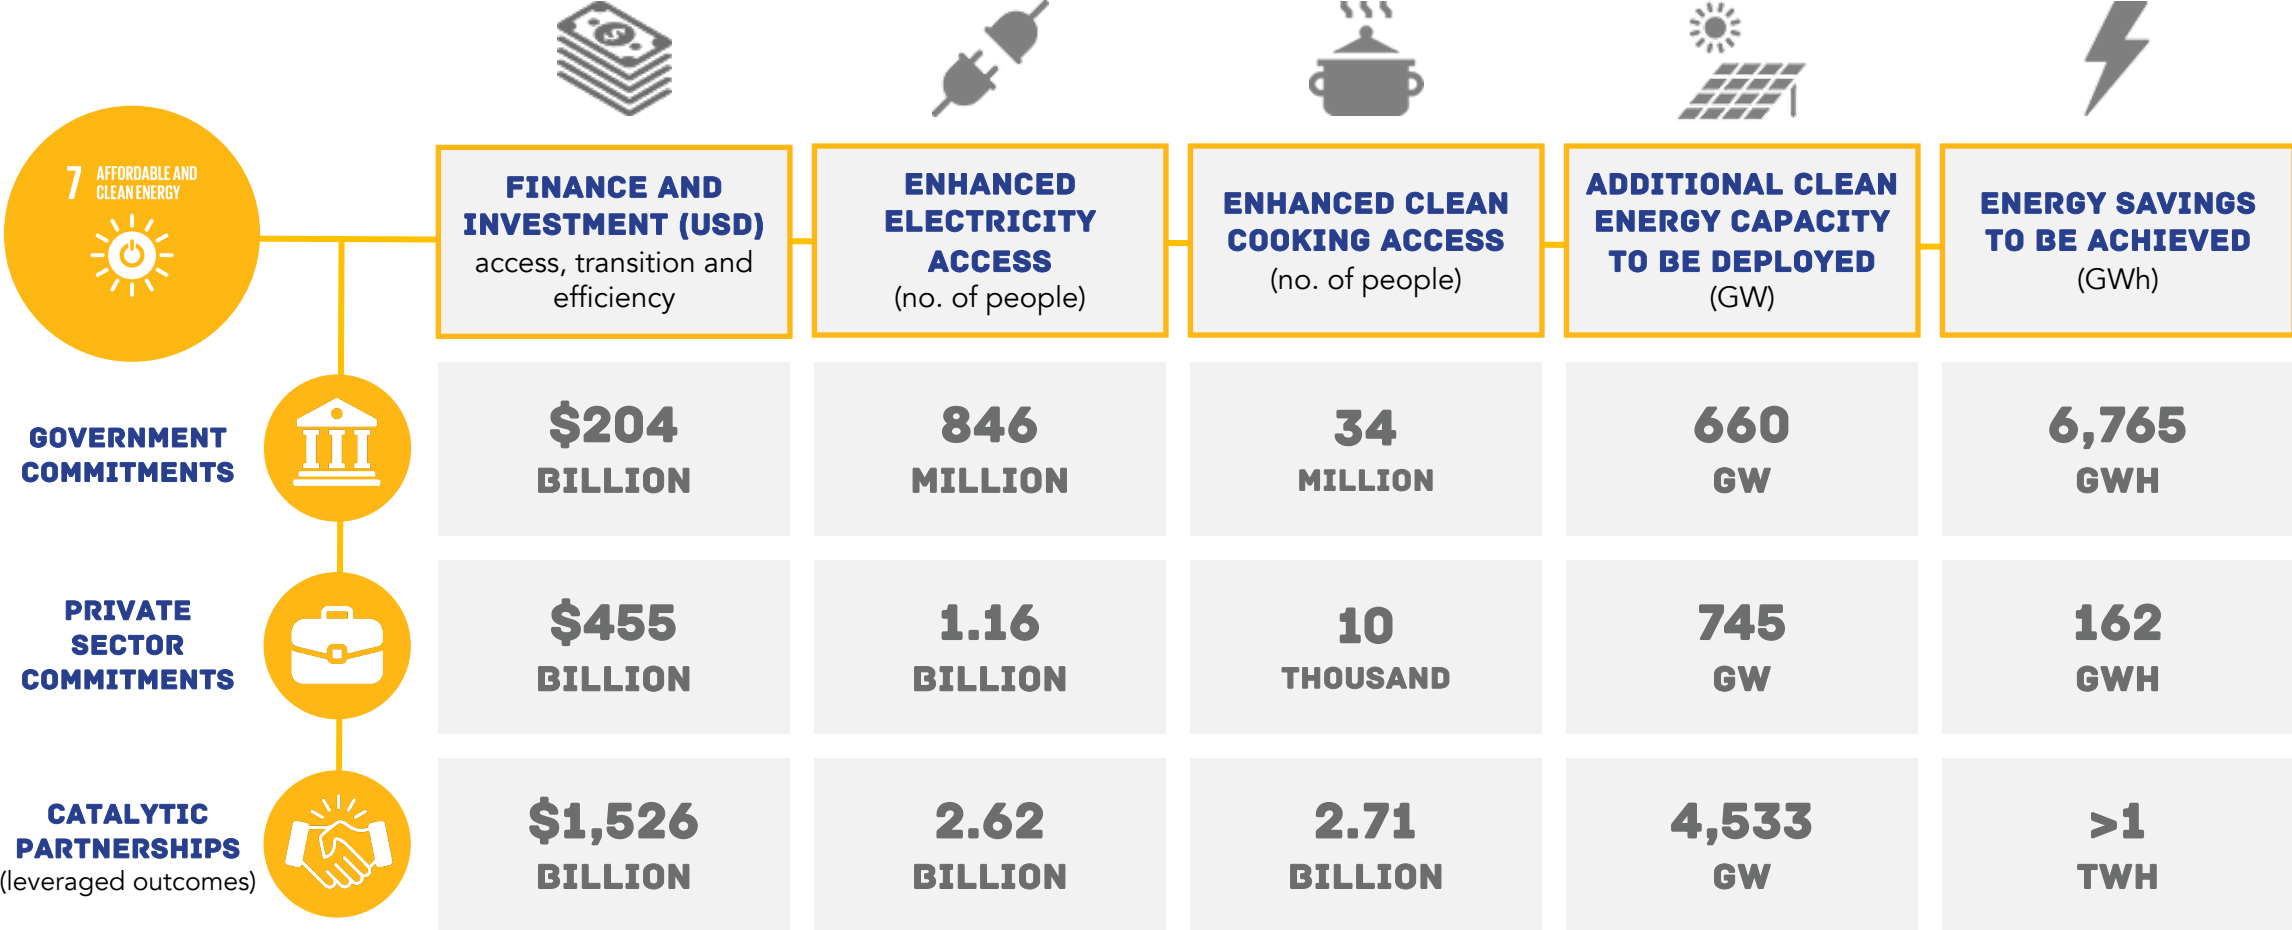 7 AFFORDABLE AND
CLEAN ENERGY
FINANCE AND
INVESTMENT (USD)
access, transition and
efficiency
ENHANCED
ELECTRICITY
ACCESS
(no. of people)
ENHANCED CLEAN
COOKING ACCESS
(no. of people)
ADDITIONAL CLEAN
ENERGY CAPACITY
TO BE DEPLOYED
(GW)
ENERGY SAVINGS
TO BE ACHIEVED
(GWh)
GOVERNMENT
COMMITMENTS
$204
BILLION
846
MILLION
34
MILLION
660
GW
6,765
GWH
PRIVATE
SECTOR
COMMITMENTS
$455
BILLION
1.16
BILLION
10
THOUSAND
745
GW
162
GWH
CATALYTIC
PARTNERSHIPS
(leveraged outcomes)
$1,526
BILLION
2.62
BILLION
2.71
BILLION
4,533
GW
>1
TWH